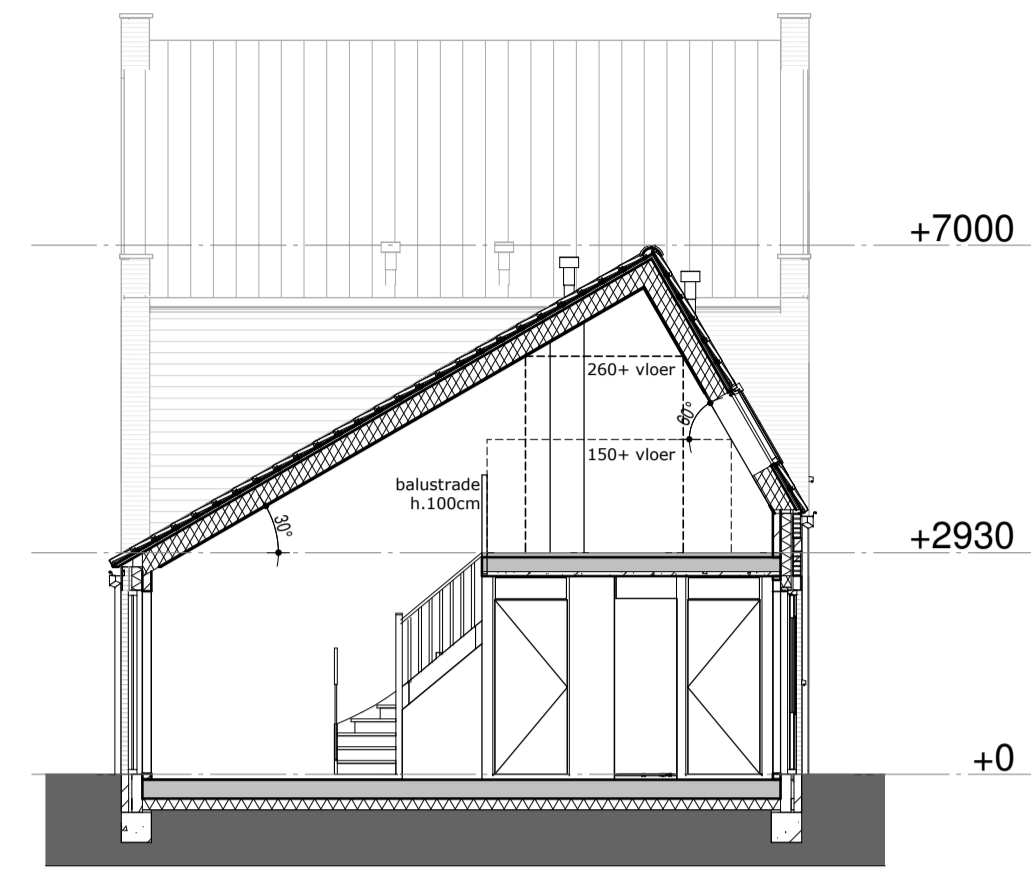 +7000
260+ vloer
60°
150+ vloer
balustrade
h.100cm
30°
+2930
+0